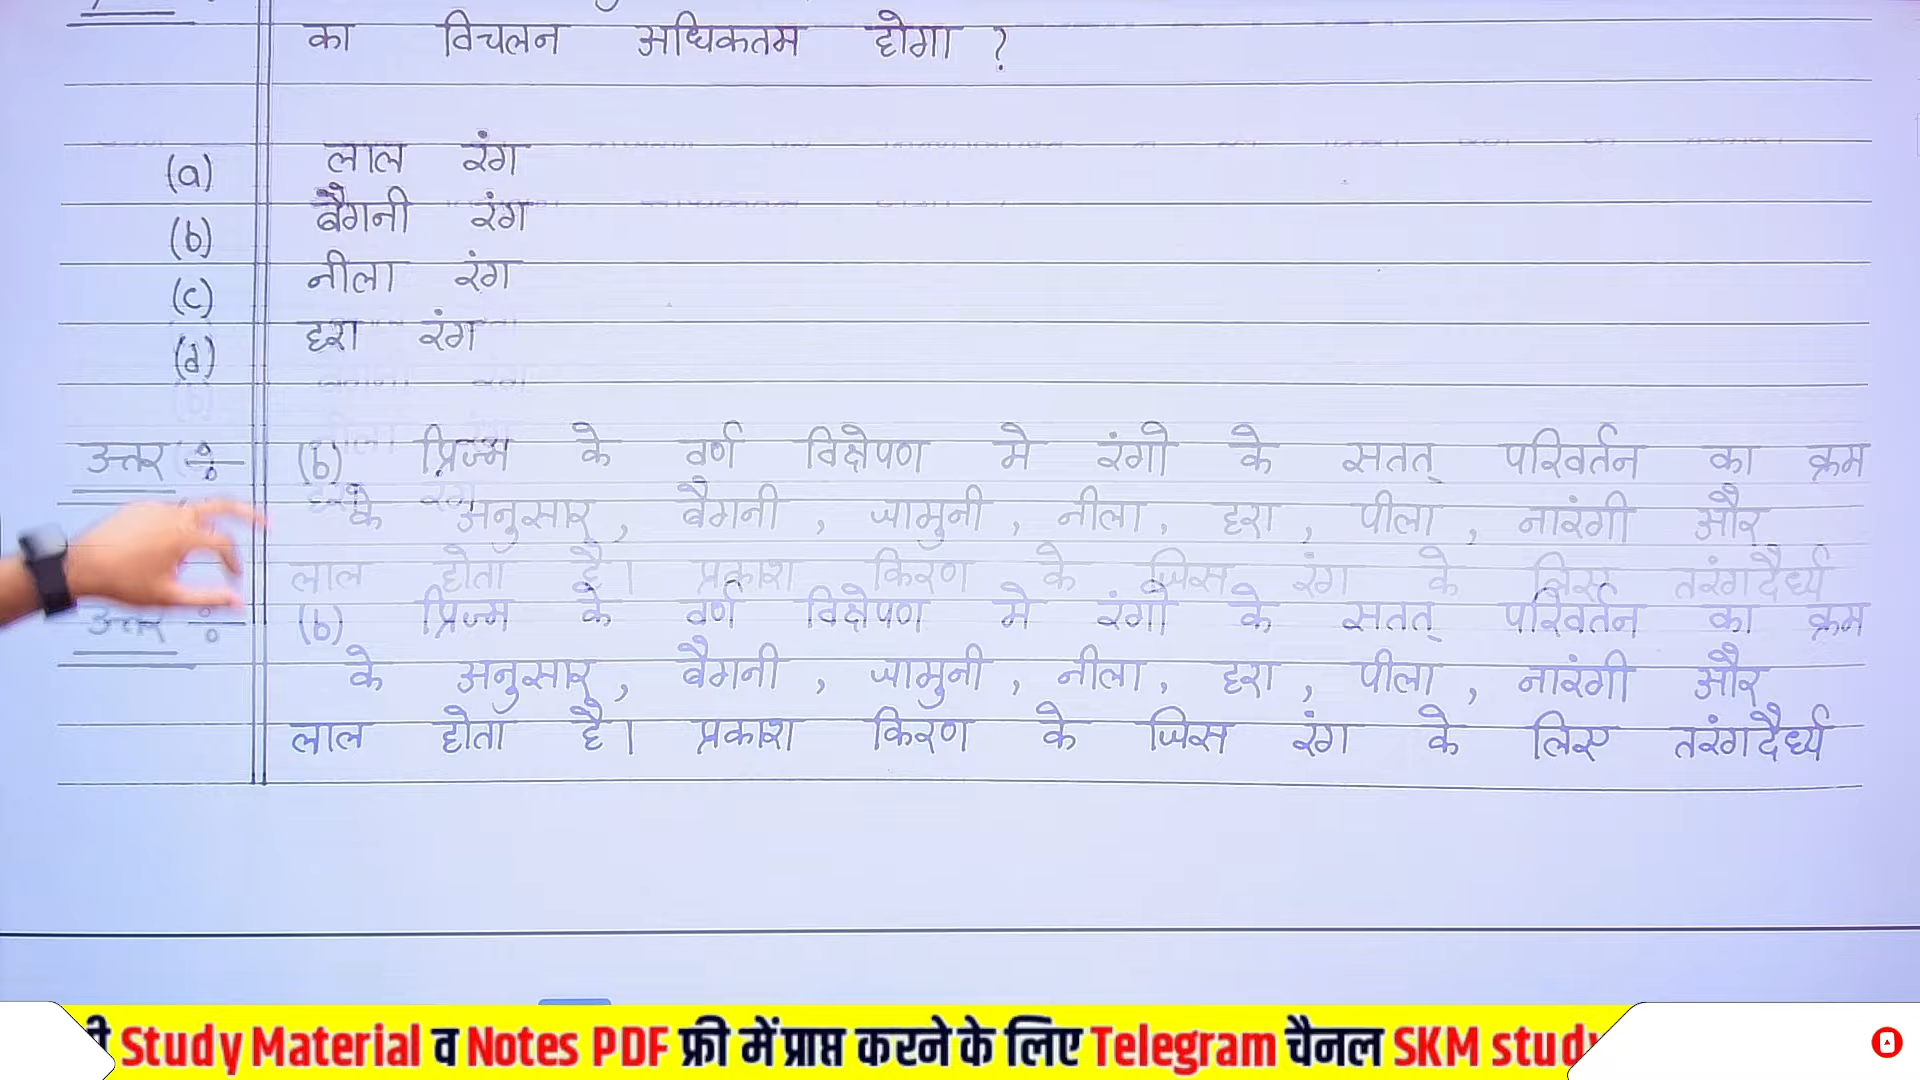 का विचलन अधिकतम होगा ?
(a) लाल रंग
(b) बैगनी रंग
(c) नीला रंग
(d) हरा रंग
उत्तर ÷ (b) प्रिज्म के वर्ण विक्षेपण मे रंगो के सतत् परिवर्तन का क्रम
के अनुसार, बैगनी, जामुनी, नीला, हरा, पीला, नारंगी और
लाल होता है। प्रकाश किरण के जिस रंग के लिए तरंगदैर्ध्य
उत्तर ÷ (b) प्रिज्म के वर्ण विक्षेपण मे रंगो के सतत् परिवर्तन का क्रम
के अनुसार, बैगनी, जामुनी, नीला, हरा, पीला, नारंगी और
लाल होता है। प्रकाश किरण के जिस रंग के लिए तरंगदैर्ध्य
Study Material व Notes PDF फ्री में प्राप्त करने के लिए Telegram चैनल SKM study